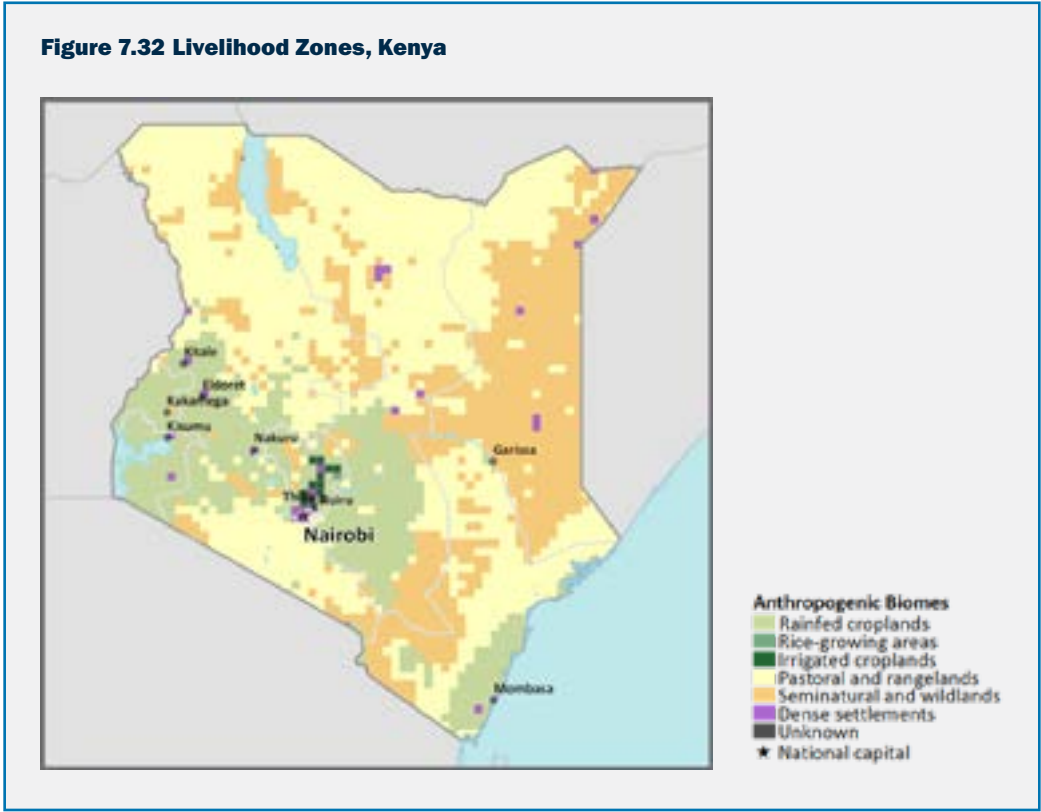 Figure 7.32 Livelihood Zones, Kenya
Kitale
Eldoret
Kakamega
Kisumu
Nakuru
Garissa
Ruiru
Nairobi
Mombasa
Anthropogenic Biomes
Rainfed croplands
Rice-growing areas
Irrigated croplands
Pastoral and rangelands
Seminatural and wildlands
Dense settlements
Unknown
National capital